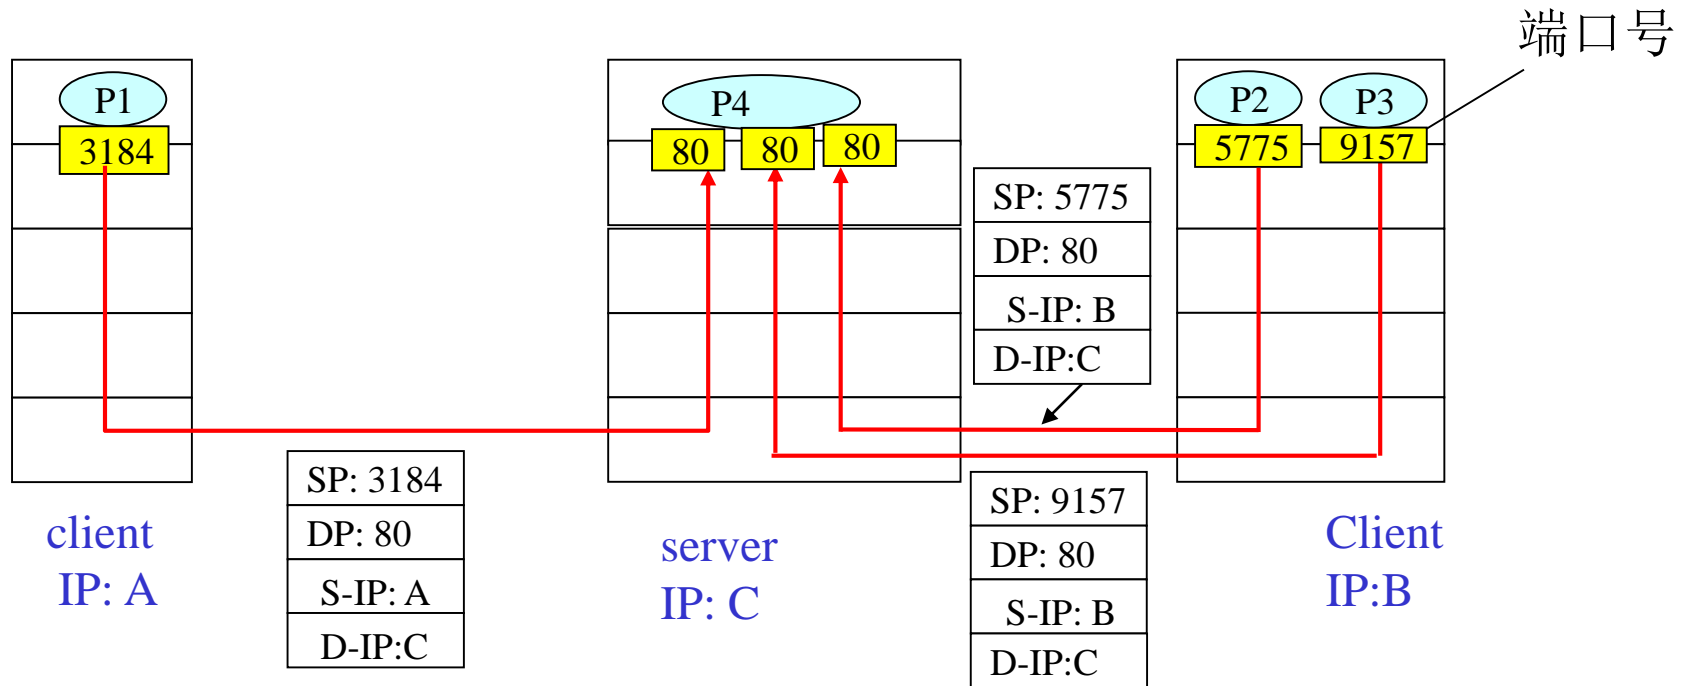 端口号
P1
3184
P4
80
80
80
P2
5775
P3
9157
SP: 5775
DP: 80
S-IP: B
D-IP:C
SP: 3184
DP: 80
S-IP: A
D-IP:C
SP: 9157
DP: 80
S-IP: B
D-IP:C
client
IP: A
server
IP: C
Client
IP:B